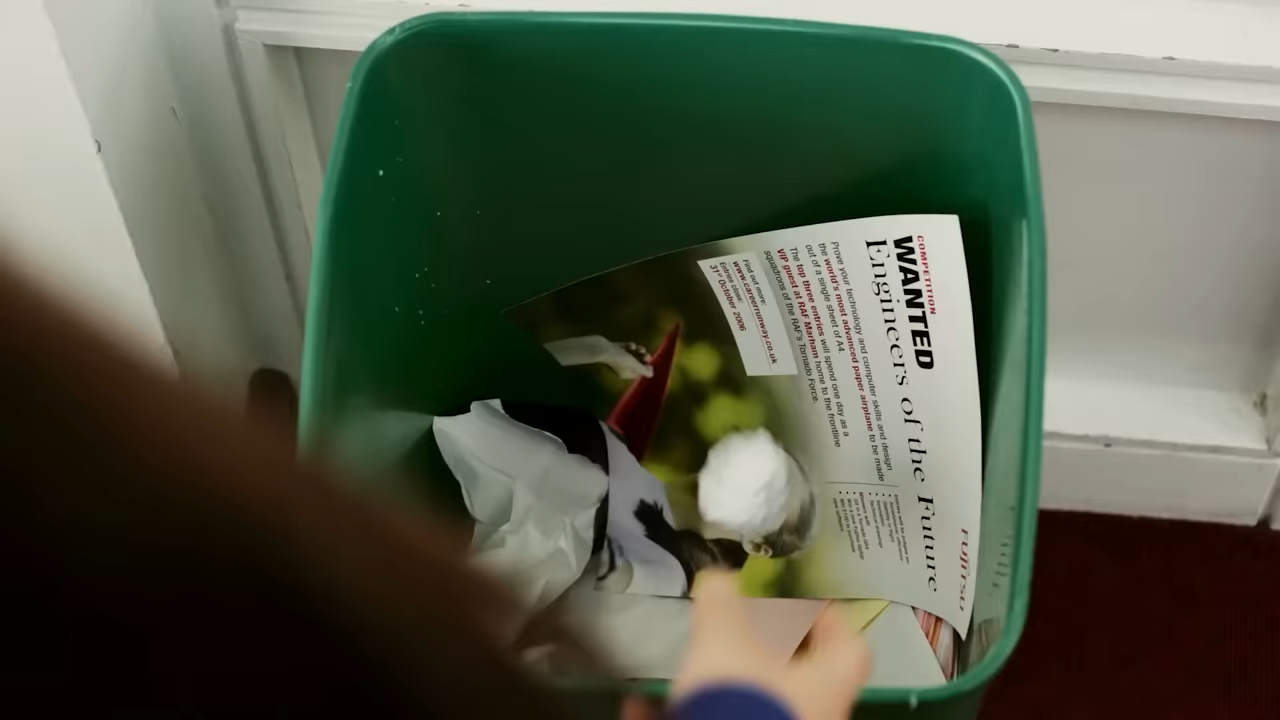 COMPETITION
WANTED
Engineers of the Future
Prove your technology and computer skills and design
the world's most advanced paper airplane to be made
out of a single sheet of A4.
The top three entries will spend one day as a
VIP guest at RAF Marham home to the frontline
squadrons of the RAF's Tornado Force.
Find out more:
www.careerrunway.co.uk
Entries close:
31st October 2006
FUJITSU